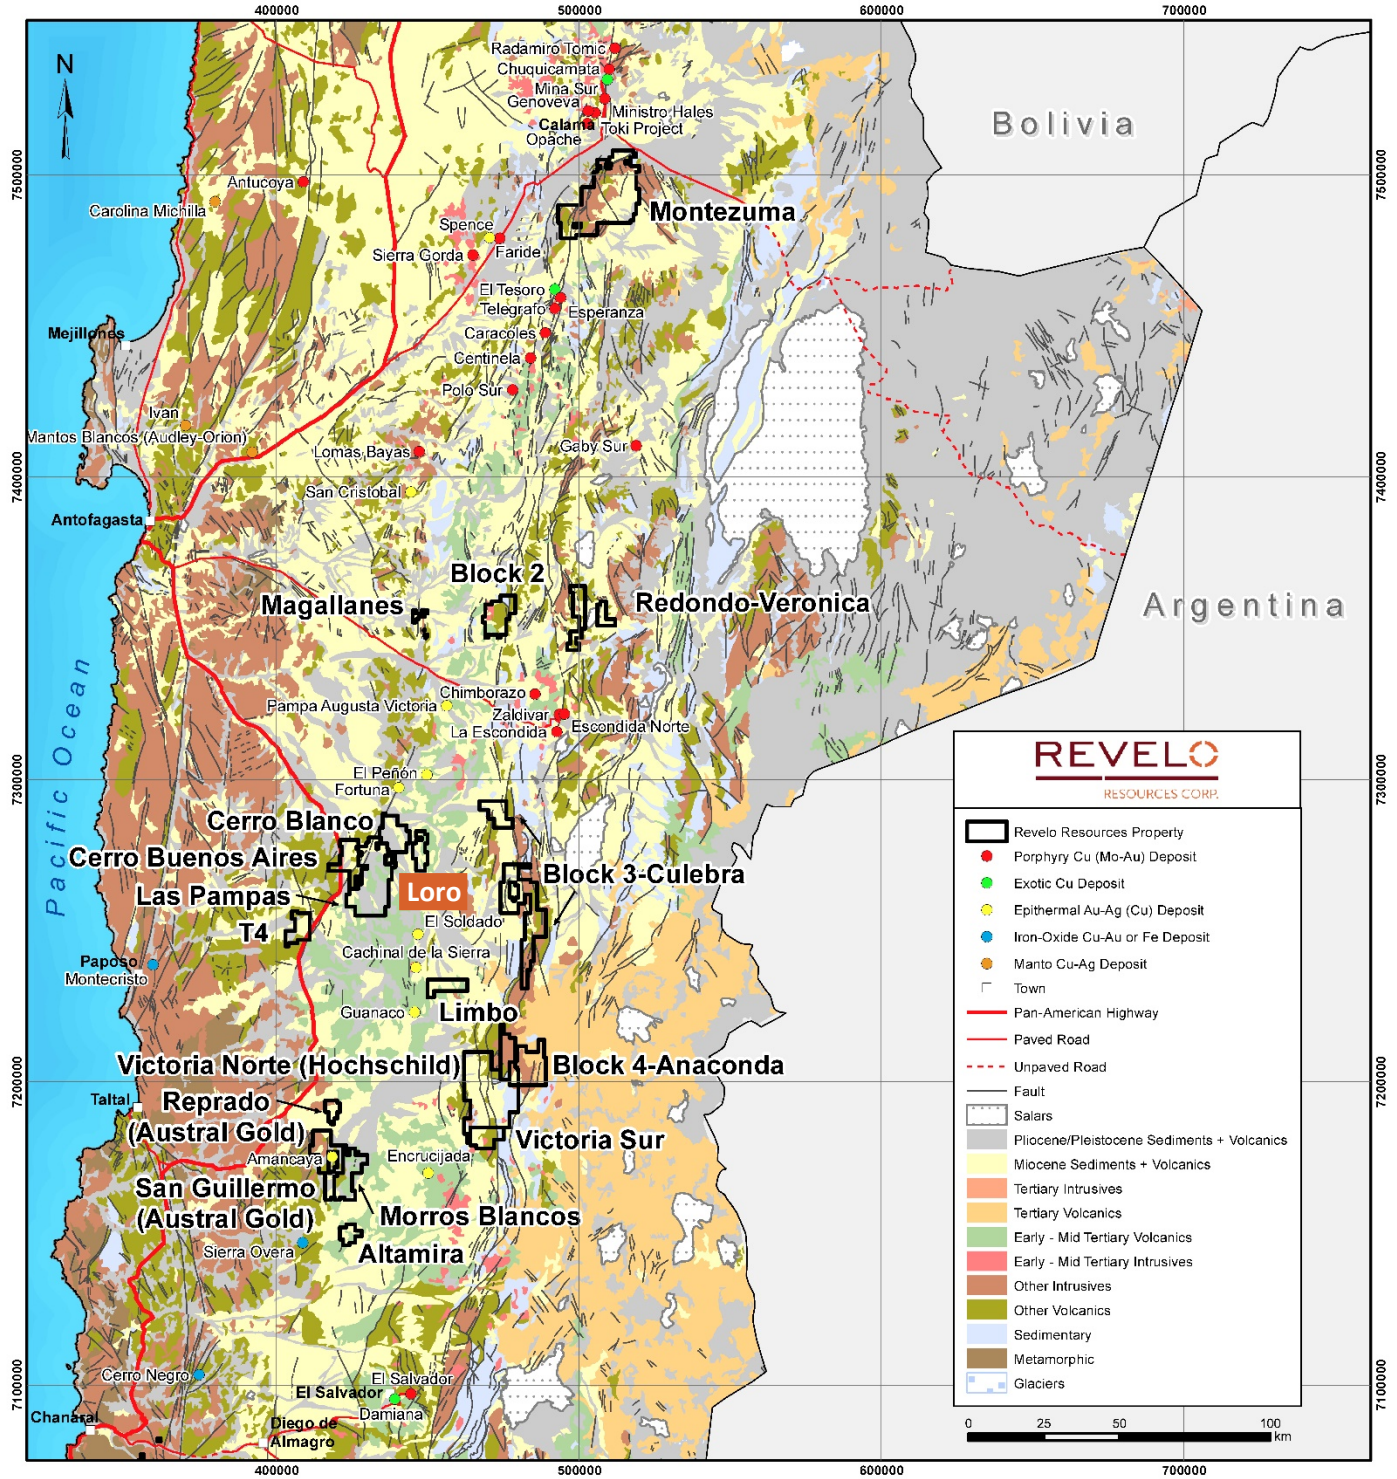 400000
500000
600000
700000
N
Radamiro Tomic
Chuquicamata
Mina Sur
Genoveva
Ministro Hales
Calama
Toki Project
Opache
Bolivia
7500000
7500000
Antucoya
Carolina Michilla
Montezuma
Spence
Faride
Sierra Gorda
El Tesoro
Telegrafo
Esperanza
Mejillones
Caracoles
Centinela
Polo Sur
Ivan
Mantos Blancos (Audley-Orion)
Lomas Bayas
Gaby Sur
7400000
7400000
San Cristobal
Antofagasta
Block 2
Magallanes
Redondo-Veronica
Argentina
Pacific Ocean
Chimborazo
Pampa Augusta Victoria
Zaldivar
Escondida Norte
La Escondida
El Peñón
Fortuna
7300000
7300000
Cerro Blanco
Cerro Buenos Aires
Block 3-Culebra
Las Pampas
Loro
T4
El Soldado
Cachinal de la Sierra
Paposo
Montecristo
Guanaco
Limbo
Victoria Norte (Hochschild)
Block 4-Anaconda
7200000
7200000
Taltal
Reprado
(Austral Gold)
Victoria Sur
Amancaya
Encrucijada
San Guillermo
(Austral Gold)
Morros Blancos
Altamira
Sierra Overa
Cerro Negro
El Salvador
El Salvador
Damiana
7100000
7100000
Chanaral
Diego de
Almagro
REVELO
RESOURCES CORP.
Revelo Resources Property
Porphyry Cu (Mo-Au) Deposit
Exotic Cu Deposit
Epithermal Au-Ag (Cu) Deposit
Iron-Oxide Cu-Au or Fe Deposit
Manto Cu-Ag Deposit
Town
Pan-American Highway
Paved Road
Unpaved Road
Fault
Salars
Pliocene/Pleistocene Sediments + Volcanics
Miocene Sediments + Volcanics
Tertiary Intrusives
Tertiary Volcanics
Early - Mid Tertiary Volcanics
Early - Mid Tertiary Intrusives
Other Intrusives
Other Volcanics
Sedimentary
Metamorphic
Glaciers
0 25 50 100
km
400000
500000
600000
700000